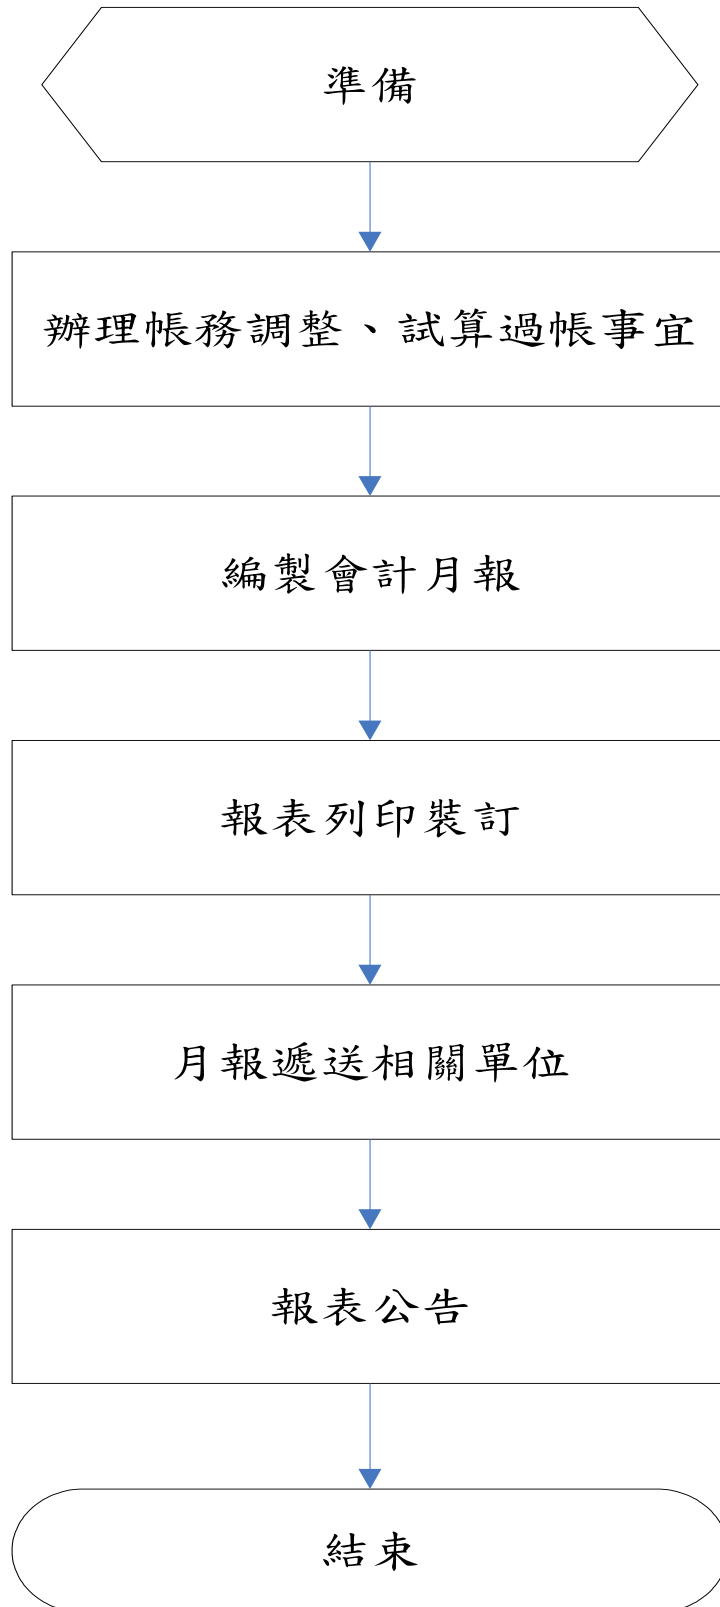 準備
辦理帳務調整、試算過帳事宜
編製會計月報
報表列印裝訂
月報遞送相關單位
報表公告
結束